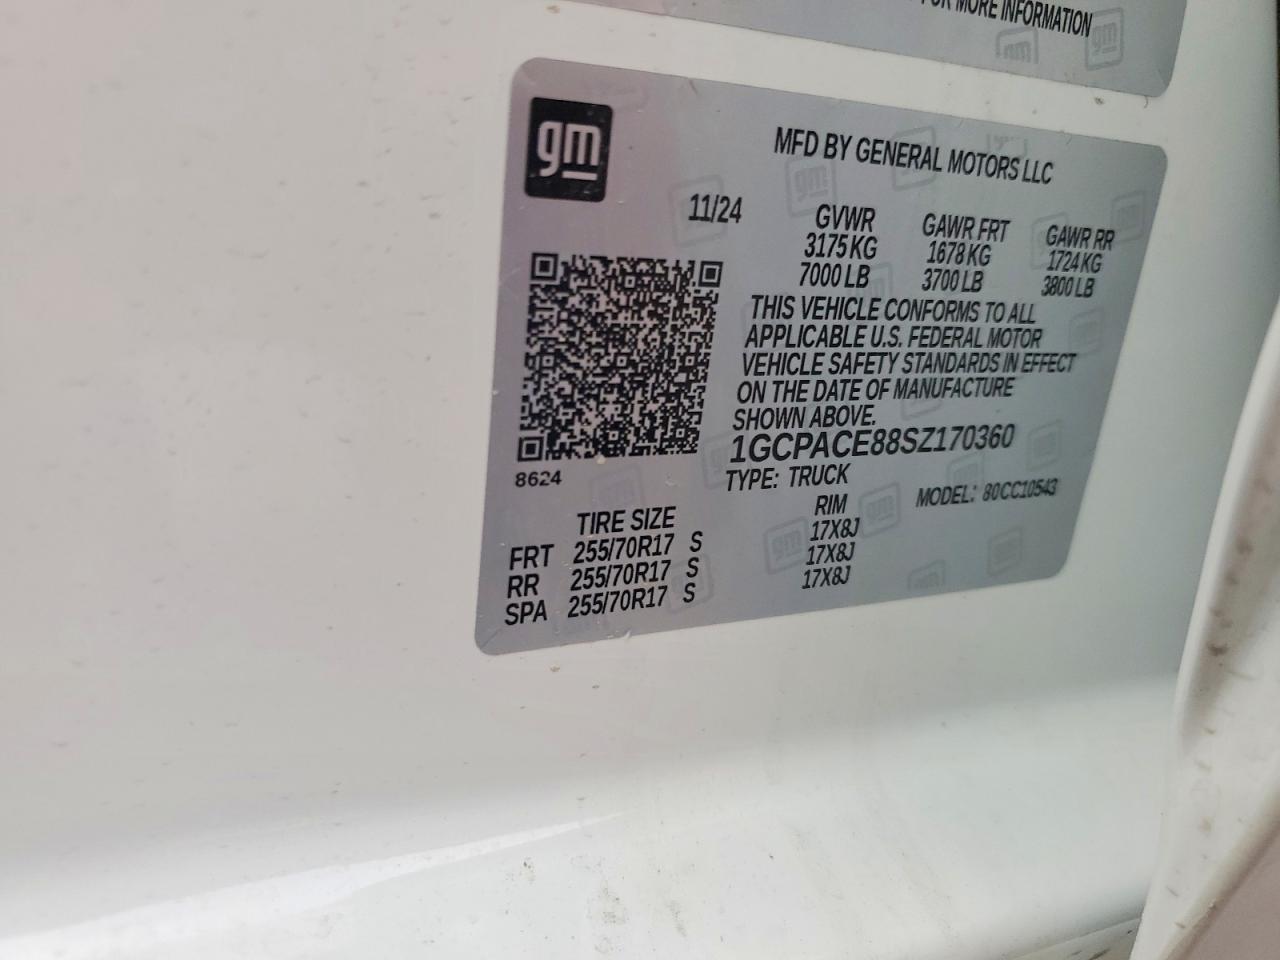 FOR MORE INFORMATION
gm
MFD BY GENERAL MOTORS LLC
11/24 GVWR GAWR FRT GAWR RR
3175 KG 1678 KG 1724 KG
7000 LB 3700 LB 3800 LB
THIS VEHICLE CONFORMS TO ALL
APPLICABLE U.S. FEDERAL MOTOR
VEHICLE SAFETY STANDARDS IN EFFECT
ON THE DATE OF MANUFACTURE
SHOWN ABOVE.
1GCPACE88SZ170360
8624 TYPE: TRUCK MODEL: 80CC10543
TIRE SIZE RIM
FRT 255/70R17 S 17X8J
RR 255/70R17 S 17X8J
SPA 255/70R17 S 17X8J